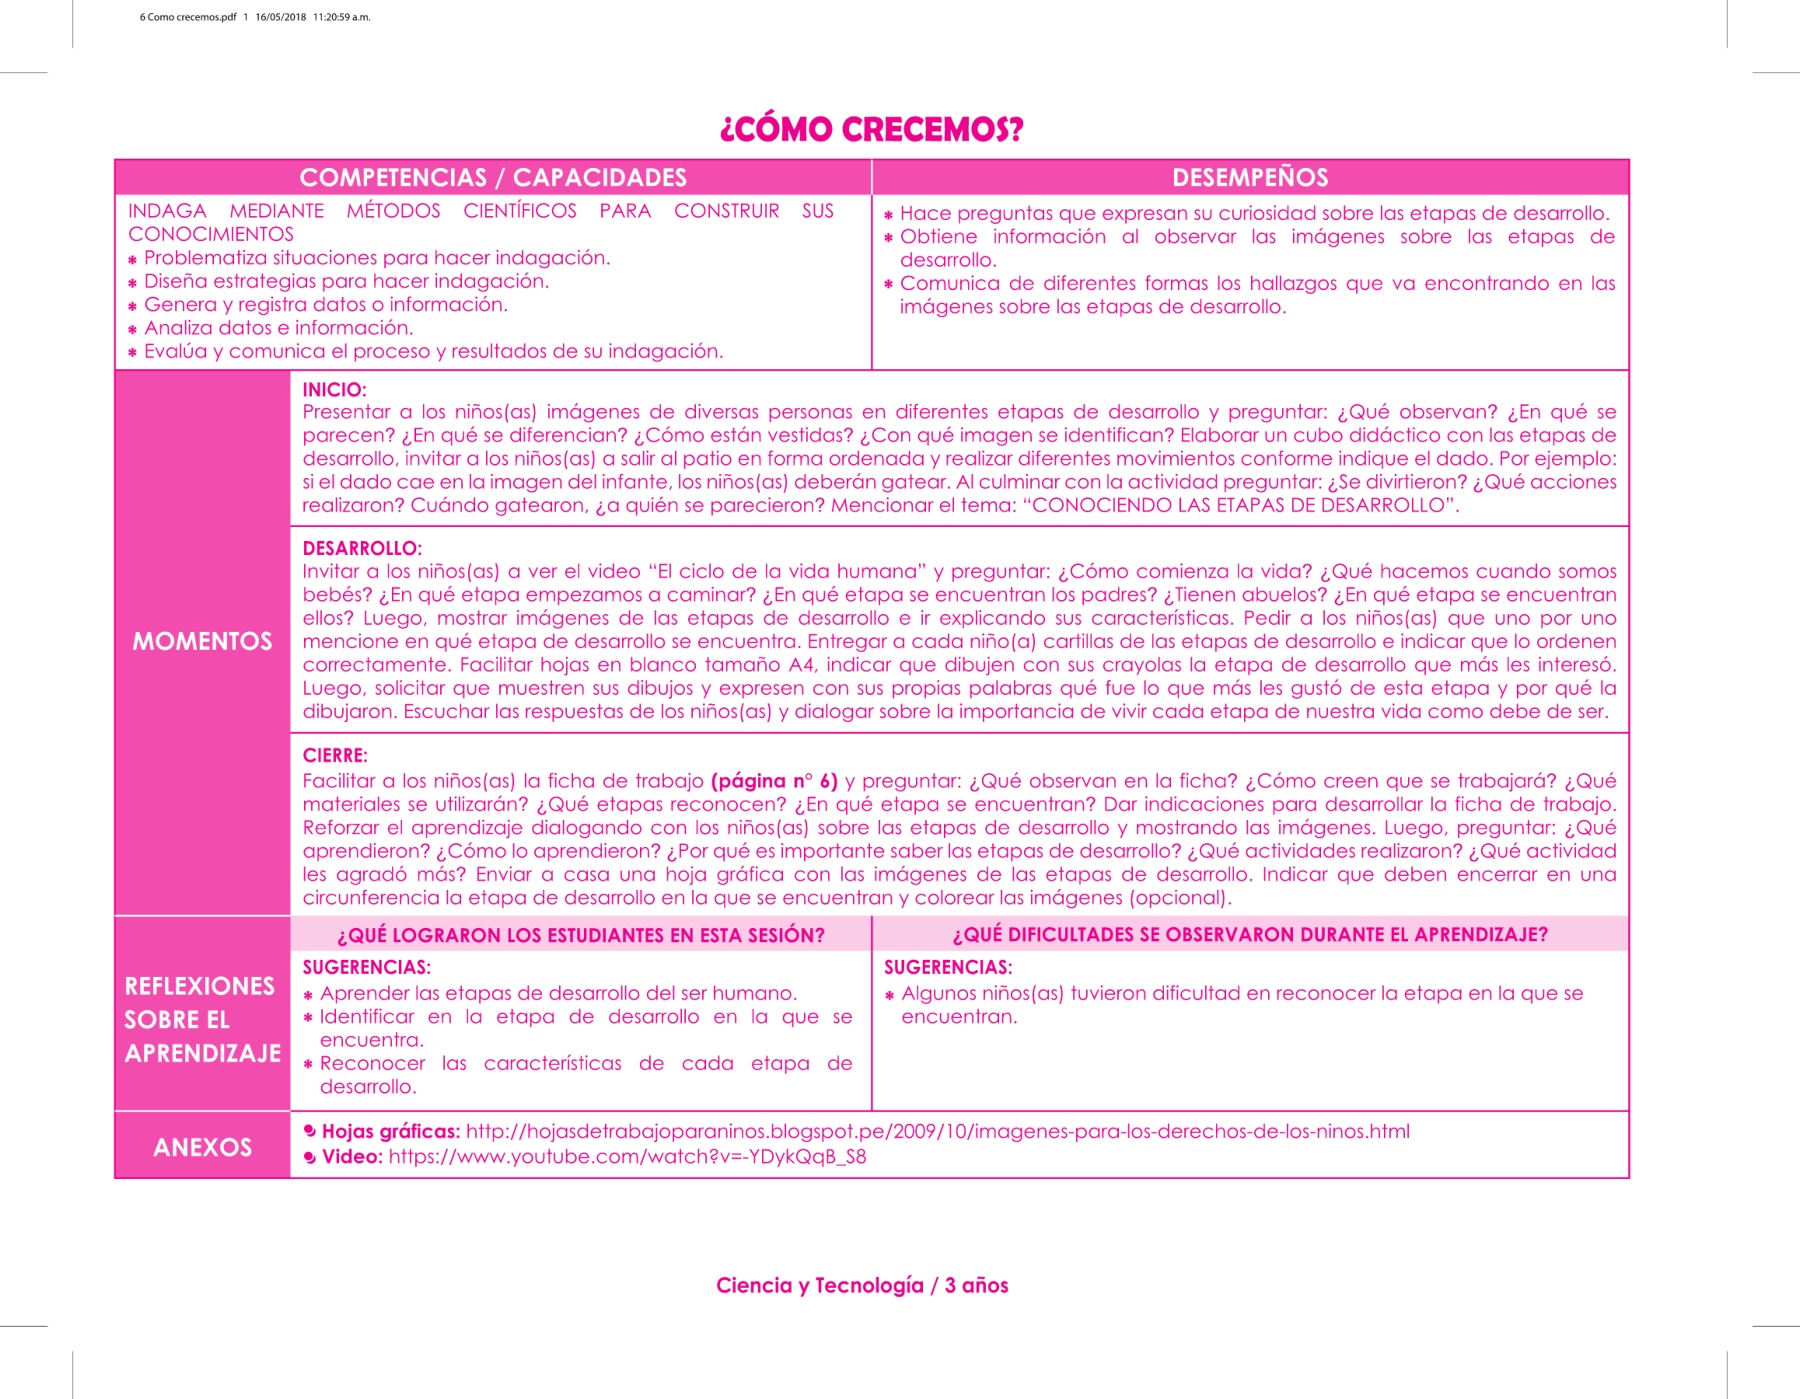 6 Como crecemos.pdf 1 16/05/2018 11:20:59 a.m.
¿CÓMO CRECEMOS?
COMPETENCIAS / CAPACIDADES
DESEMPEÑOS
INDAGA MEDIANTE MÉTODOS CIENTÍFICOS PARA CONSTRUIR SUS
CONOCIMIENTOS
* Problematiza situaciones para hacer indagación.
* Diseña estrategias para hacer indagación.
* Genera y registra datos o información.
* Analiza datos e información.
* Evalúa y comunica el proceso y resultados de su indagación.
* Hace preguntas que expresan su curiosidad sobre las etapas de desarrollo.
* Obtiene información al observar las imágenes sobre las etapas de
desarrollo.
* Comunica de diferentes formas los hallazgos que va encontrando en las
imágenes sobre las etapas de desarrollo.
MOMENTOS
INICIO:
Presentar a los niños(as) imágenes de diversas personas en diferentes etapas de desarrollo y preguntar: ¿Qué observan? ¿En qué se
parecen? ¿En qué se diferencian? ¿Cómo están vestidas? ¿Con qué imagen se identifican? Elaborar un cubo didáctico con las etapas de
desarrollo, invitar a los niños(as) a salir al patio en forma ordenada y realizar diferentes movimientos conforme indique el dado. Por ejemplo:
si el dado cae en la imagen del infante, los niños(as) deberán gatear. Al culminar con la actividad preguntar: ¿Se divirtieron? ¿Qué acciones
realizaron? Cuándo gatearon, ¿a quién se parecieron? Mencionar el tema: “CONOCIENDO LAS ETAPAS DE DESARROLLO”.
DESARROLLO:
Invitar a los niños(as) a ver el video “El ciclo de la vida humana” y preguntar: ¿Cómo comienza la vida? ¿Qué hacemos cuando somos
bebés? ¿En qué etapa empezamos a caminar? ¿En qué etapa se encuentran los padres? ¿Tienen abuelos? ¿En qué etapa se encuentran
ellos? Luego, mostrar imágenes de las etapas de desarrollo e ir explicando sus características. Pedir a los niños(as) que uno por uno
mencione en qué etapa de desarrollo se encuentra. Entregar a cada niño(a) cartillas de las etapas de desarrollo e indicar que lo ordenen
correctamente. Facilitar hojas en blanco tamaño A4, indicar que dibujen con sus crayolas la etapa de desarrollo que más les interesó.
Luego, solicitar que muestren sus dibujos y expresen con sus propias palabras qué fue lo que más les gustó de esta etapa y por qué la
dibujaron. Escuchar las respuestas de los niños(as) y dialogar sobre la importancia de vivir cada etapa de nuestra vida como debe de ser.
CIERRE:
Facilitar a los niños(as) la ficha de trabajo (página n° 6) y preguntar: ¿Qué observan en la ficha? ¿Cómo creen que se trabajará? ¿Qué
materiales se utilizarán? ¿Qué etapas reconocen? ¿En qué etapa se encuentran? Dar indicaciones para desarrollar la ficha de trabajo.
Reforzar el aprendizaje dialogando con los niños(as) sobre las etapas de desarrollo y mostrando las imágenes. Luego, preguntar: ¿Qué
aprendieron? ¿Cómo lo aprendieron? ¿Por qué es importante saber las etapas de desarrollo? ¿Qué actividades realizaron? ¿Qué actividad
les agradó más? Enviar a casa una hoja gráfica con las imágenes de las etapas de desarrollo. Indicar que deben encerrar en una
circunferencia la etapa de desarrollo en la que se encuentran y colorear las imágenes (opcional).
REFLEXIONES
SOBRE EL
APRENDIZAJE
¿QUÉ LOGRARON LOS ESTUDIANTES EN ESTA SESIÓN?
SUGERENCIAS:
* Aprender las etapas de desarrollo del ser humano.
* Identificar en la etapa de desarrollo en la que se
encuentra.
* Reconocer las características de cada etapa de
desarrollo.
¿QUÉ DIFICULTADES SE OBSERVARON DURANTE EL APRENDIZAJE?
SUGERENCIAS:
* Algunos niños(as) tuvieron dificultad en reconocer la etapa en la que se
encuentran.
ANEXOS
Hojas gráficas: http://hojasdetrabajoparaninos.blogspot.pe/2009/10/imagenes-para-los-derechos-de-los-ninos.html
Video: https://www.youtube.com/watch?v=-YDykQqB_S8
Ciencia y Tecnología / 3 años